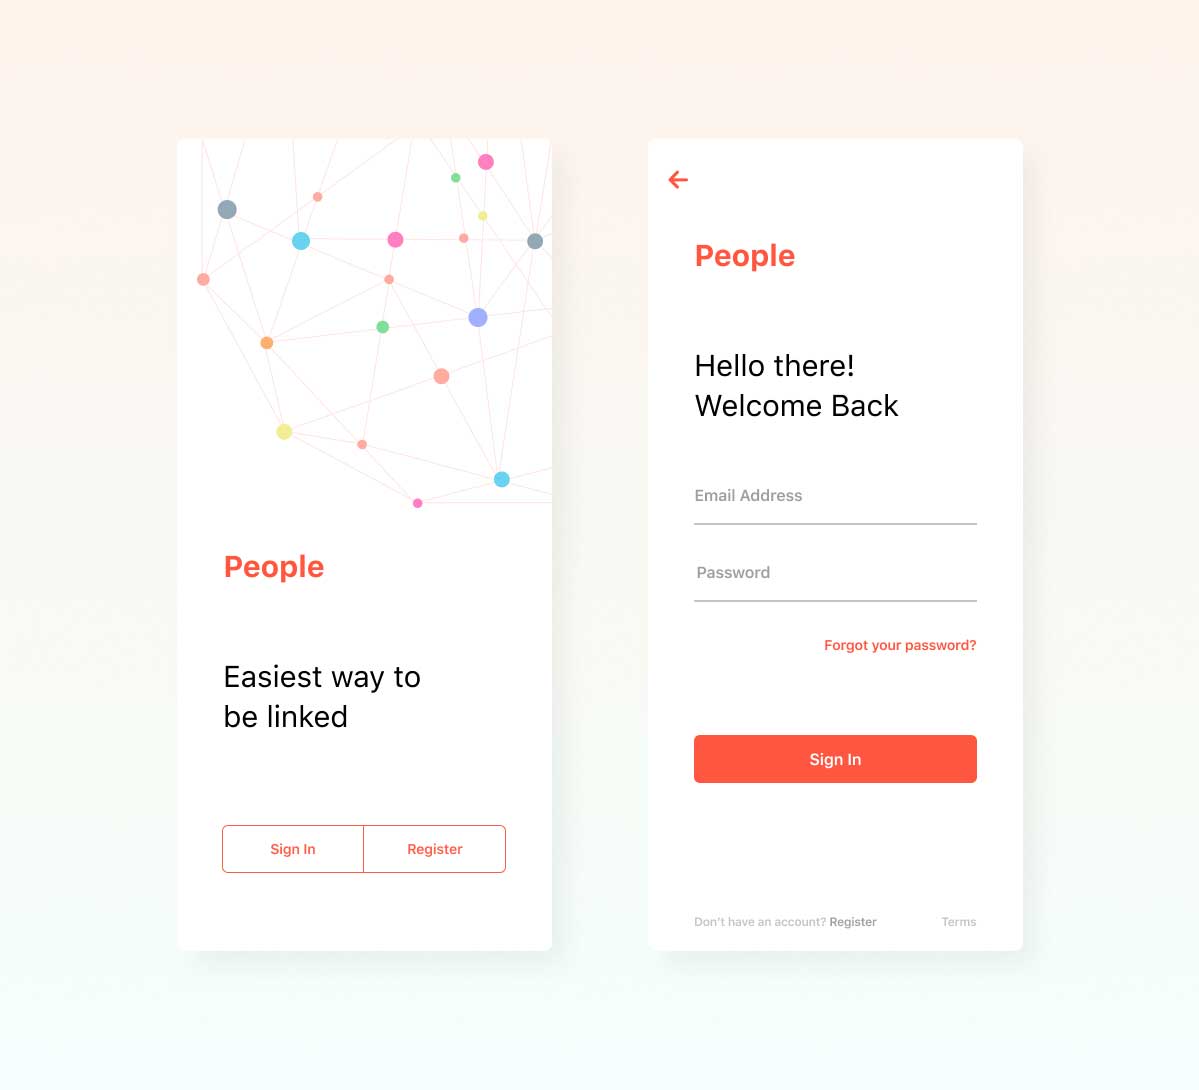 People
Easiest way to
be linked
Sign In
Register
People
Hello there!
Welcome Back
Email Address
Password
Forgot your password?
Sign In
Don't have an account? Register
Terms